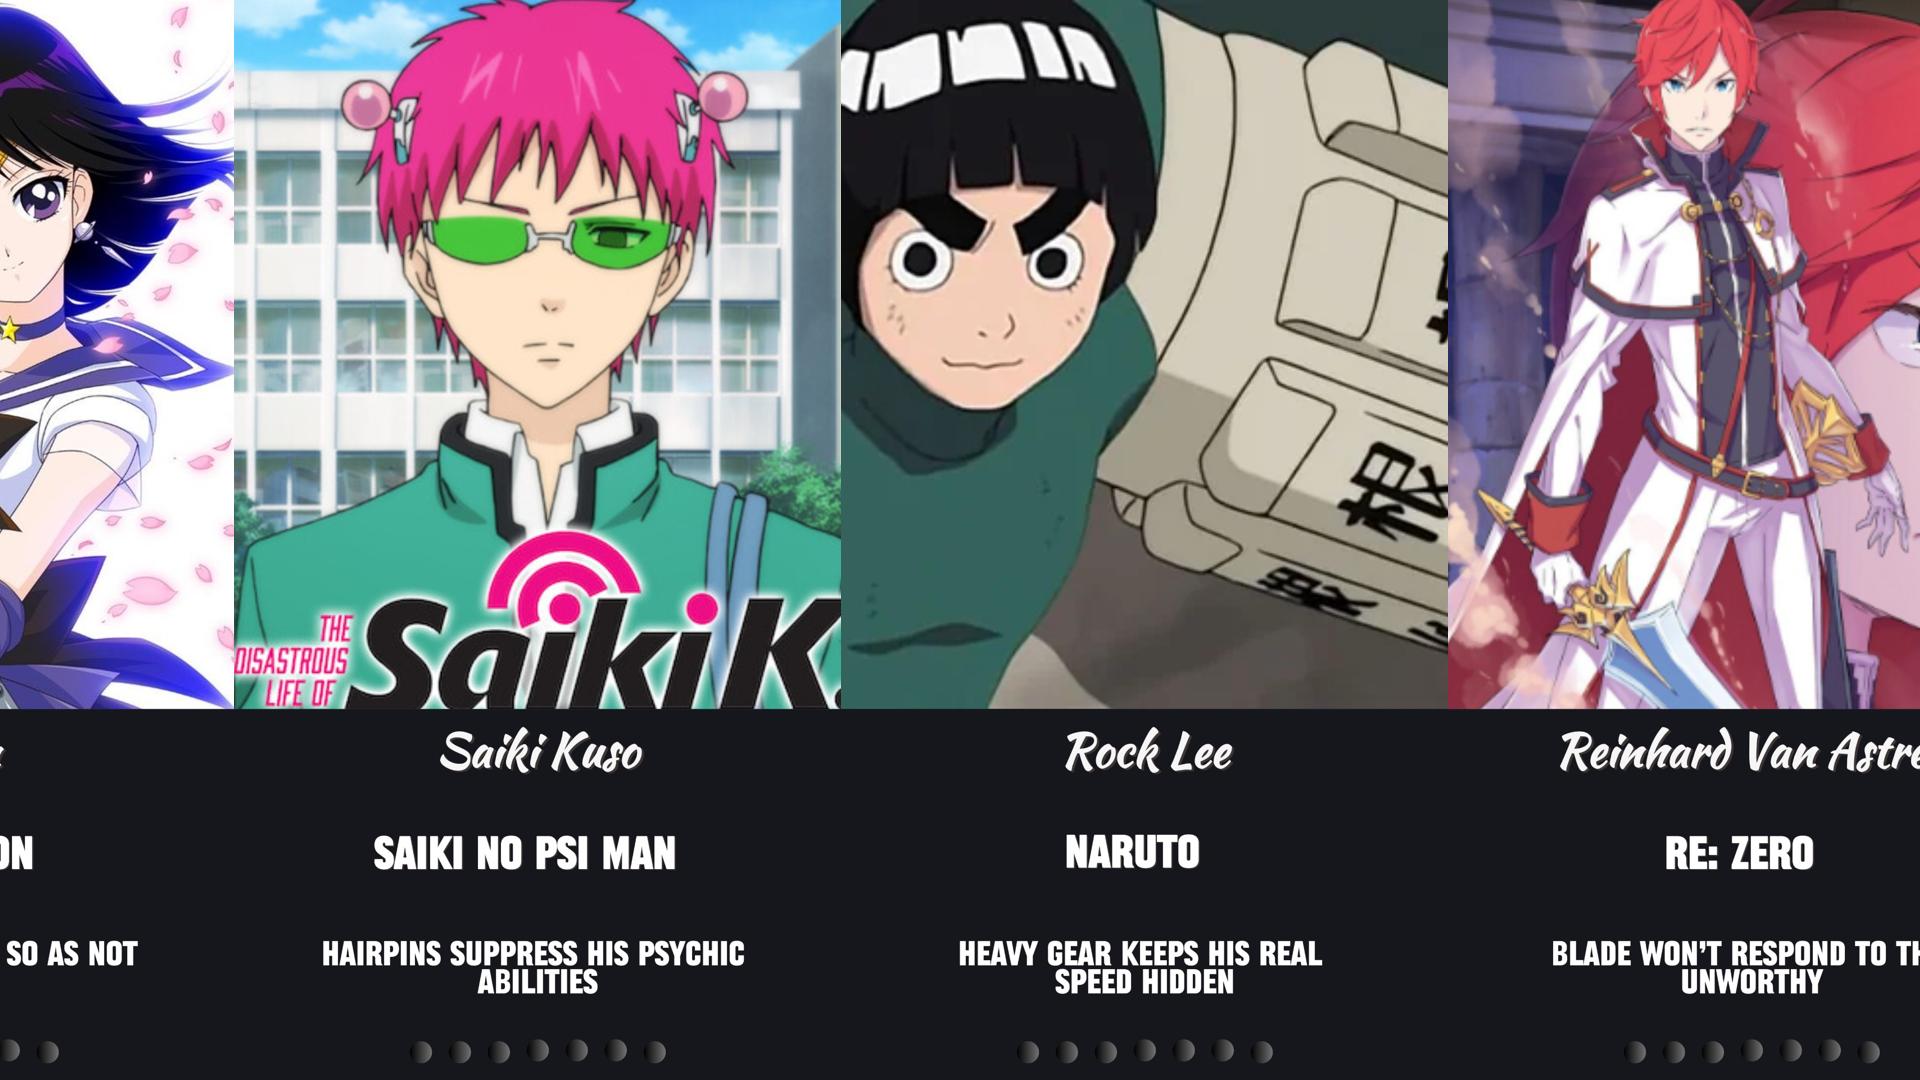 THE
DISASTROUS
LIFE OF
Saiki K.
根
Saiki Kuso
SAIKI NO PSI MAN
HAIRPINS SUPPRESS HIS PSYCHIC
ABILITIES
Rock Lee
NARUTO
HEAVY GEAR KEEPS HIS REAL
SPEED HIDDEN
Reinhard Van Astre
RE: ZERO
BLADE WON'T RESPOND TO TH
UNWORTHY
ON
SO AS NOT